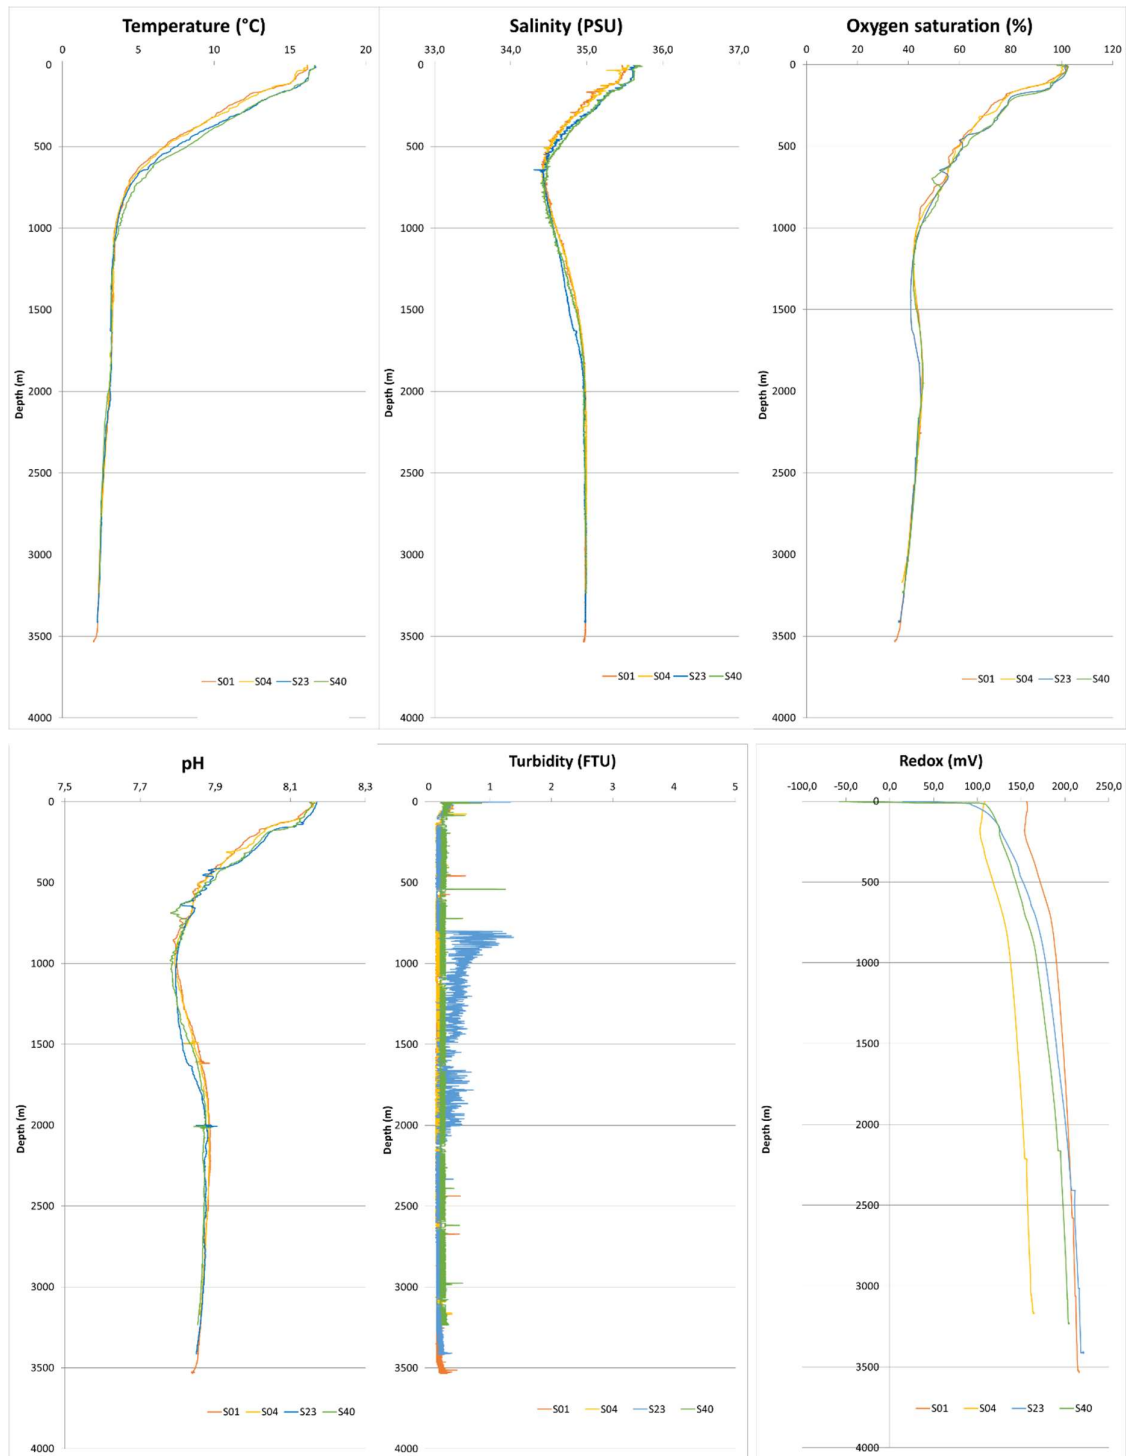 Temperature (°C)
0 5 10 15 20
0
500
1000
1500
2000
2500
3000
3500
4000
Depth (m)
S01 S04 S23 S40
Salinity (PSU)
33,0 34,0 35,0 36,0 37,0
0
500
1000
1500
2000
2500
3000
3500
4000
Depth (m)
S01 S04 S23 S40
Oxygen saturation (%)
0 20 40 60 80 100 120
0
500
1000
1500
2000
2500
3000
3500
4000
Depth (m)
S01 S04 S23 S40
pH
7,5 7,7 7,9 8,1 8,3
0
500
1000
1500
2000
2500
3000
3500
4000
Depth (m)
S01 S04 S23 S40
Turbidity (FTU)
0 1 2 3 4 5
0
500
1000
1500
2000
2500
3000
3500
4000
Depth (m)
S01 S04 S23 S40
Redox (mV)
-100,0 -50,0 0,0 50,0 100,0 150,0 200,0 250,0
0
500
1000
1500
2000
2500
3000
3500
4000
Depth (m)
S01 S04 S23 S40